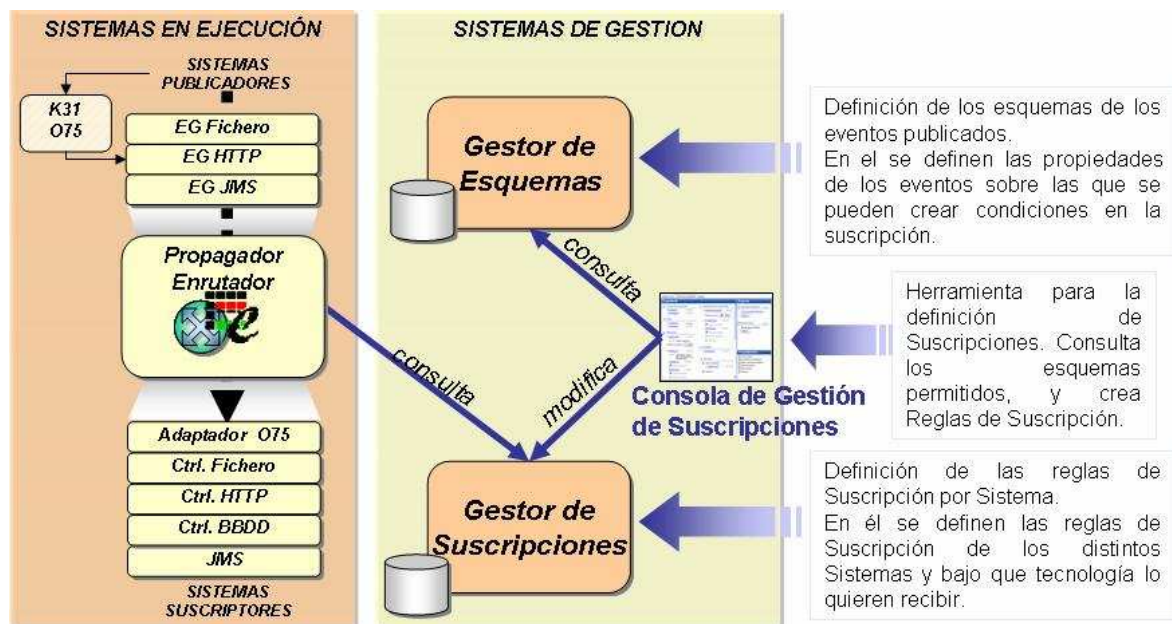 SISTEMAS EN EJECUCIÓN
SISTEMAS
PUBLICADORES
K31
O75
EG Fichero
EG HTTP
EG JMS
Propagador
Enrutador
Adaptador O75
Ctrl. Fichero
Ctrl. HTTP
Ctrl. BBDD
JMS
SISTEMAS
SUSCRIPTORES
SISTEMAS DE GESTION
Gestor de
Esquemas
consulta
consulta
modifica
Consola de Gestión
de Suscripciones
Gestor de
Suscripciones
Definición de los esquemas de los
eventos publicados.
En el se definen las propiedades
de los eventos sobre las que se
pueden crear condiciones en la
suscripción.
Herramienta para la
definición de
Suscripciones. Consulta
los esquemas
permitidos, y crea
Reglas de Suscripción.
Definición de las reglas de
Suscripción por Sistema.
En él se definen las reglas de
Suscripción de los distintos
Sistemas y bajo que tecnología lo
quieren recibir.